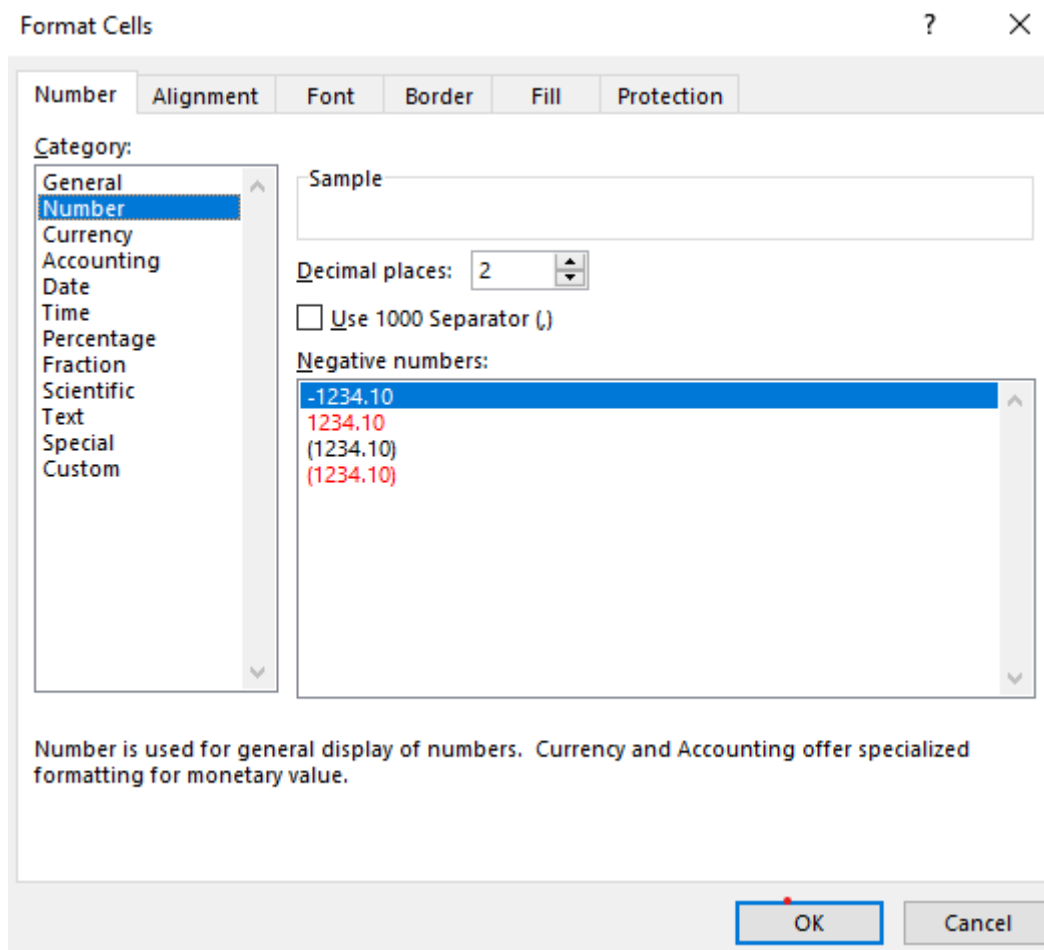 Format Cells
?
Number Alignment Font Border Fill Protection
Category:
General
Number
Currency
Accounting
Date
Time
Percentage
Fraction
Scientific
Text
Special
Custom
Sample
Decimal places: 2
Use 1000 Separator (,)
Negative numbers:
-1234.10
1234.10
(1234.10)
(1234.10)
Number is used for general display of numbers.  Currency and Accounting offer specialized
formatting for monetary value.
OK Cancel